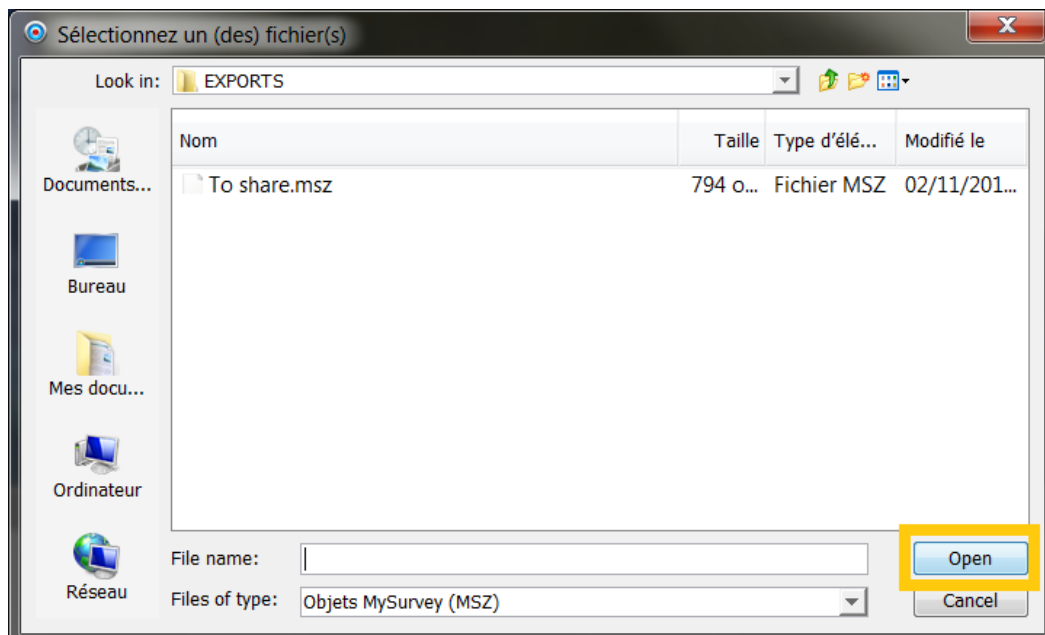 Sélectionnez un (des) fichier(s)
Look in: EXPORTS
Nom Taille Type d'élé... Modifié le
To share.msz 794 o... Fichier MSZ 02/11/201...
Documents...
Bureau
Mes docu...
Ordinateur
Réseau
File name: Open
Files of type: Objets MySurvey (MSZ) Cancel